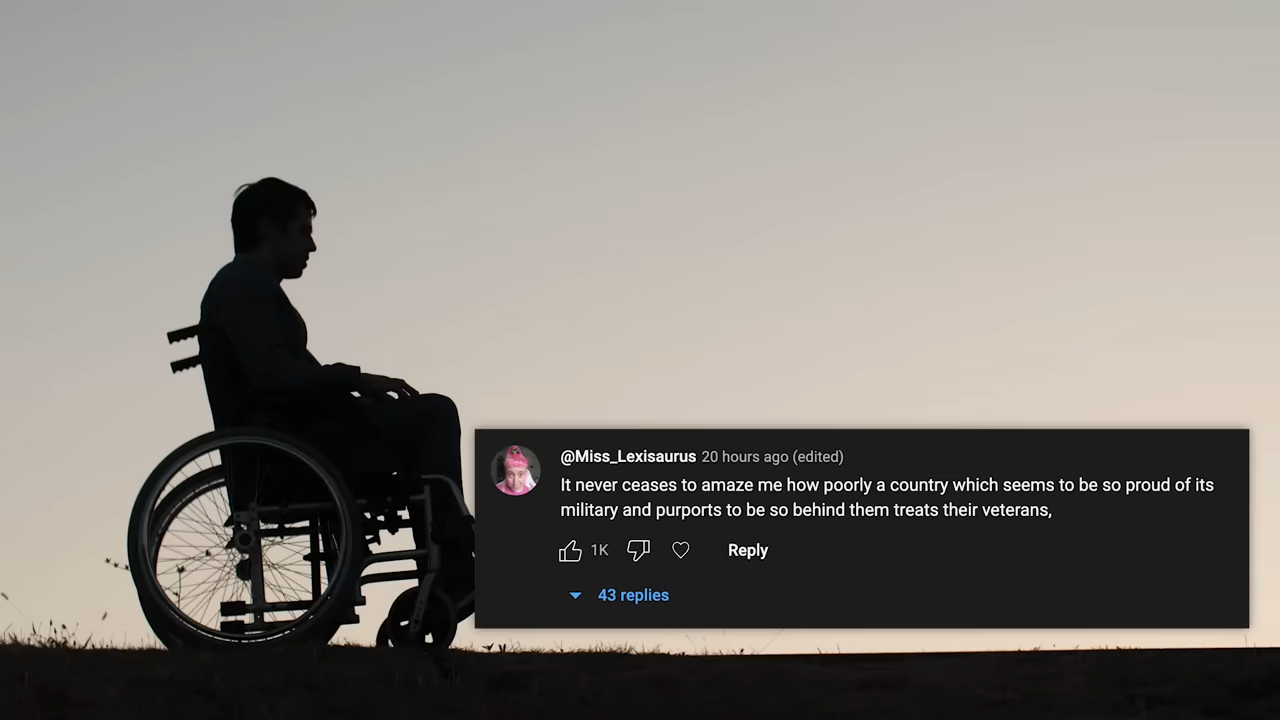 @Miss_Lexisaurus 20 hours ago (edited)
It never ceases to amaze me how poorly a country which seems to be so proud of its
military and purports to be so behind them treats their veterans,
1K Reply
43 replies